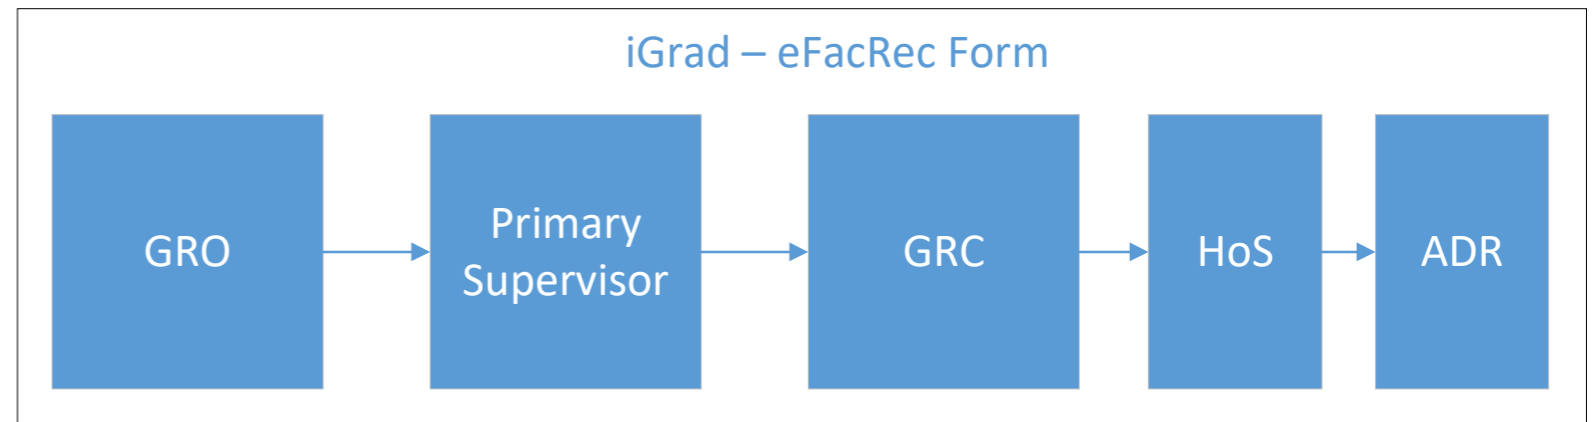 iGrad – eFacRec Form
GRO
Primary
Supervisor
GRC
HoS
ADR